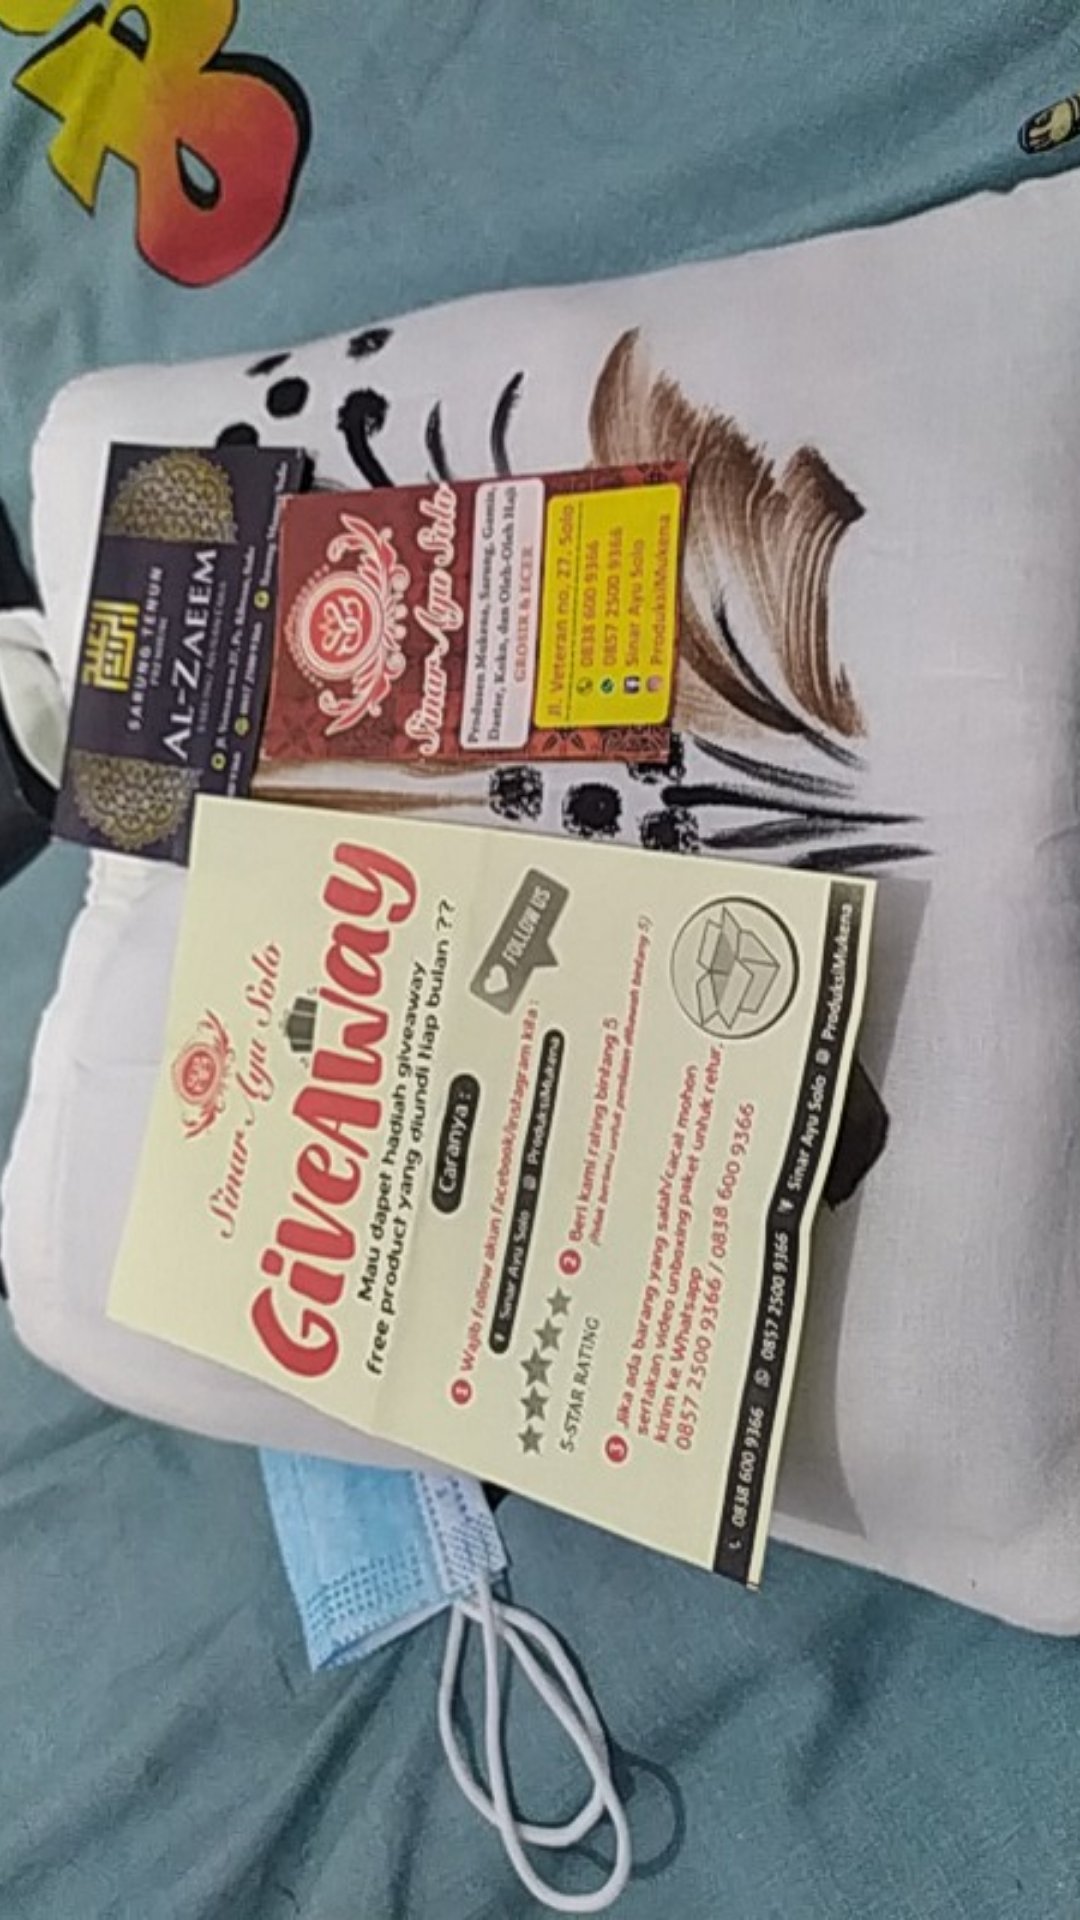 SARUNG TENUN
AL-ZAEEM
Sinar Ayu Solo
Produsen Mukena, Sarung, Gamis,
Daster, Koko, dan Oleh-Oleh Haji
GROSIR & ECER
Jl. Veteran no, 27. Solo
0838 600 9366
0857 2500 9366
Sinar Ayu Solo
ProduksiMukena
Sinar Ayu Solo
GiveAWay
Mau dapet hadiah giveaway
free product yang diundi tiap bulan ??
Caranya :
FOLLOW US
1 Wajib follow akun facebook/instagram kita :
Sinar Ayu Solo ProduksiMukena
5-STAR RATING
2 Beri kami rating bintang 5
3 Jika ada barang yang salah/cacat mohon
sertakan video unboxing paket untuk retur.
kirim ke Whatsapp
0857 2500 9366 / 0838 600 9366
0838 600 9366 0857 2500 9366 Sinar Ayu Solo ProduksiMukena